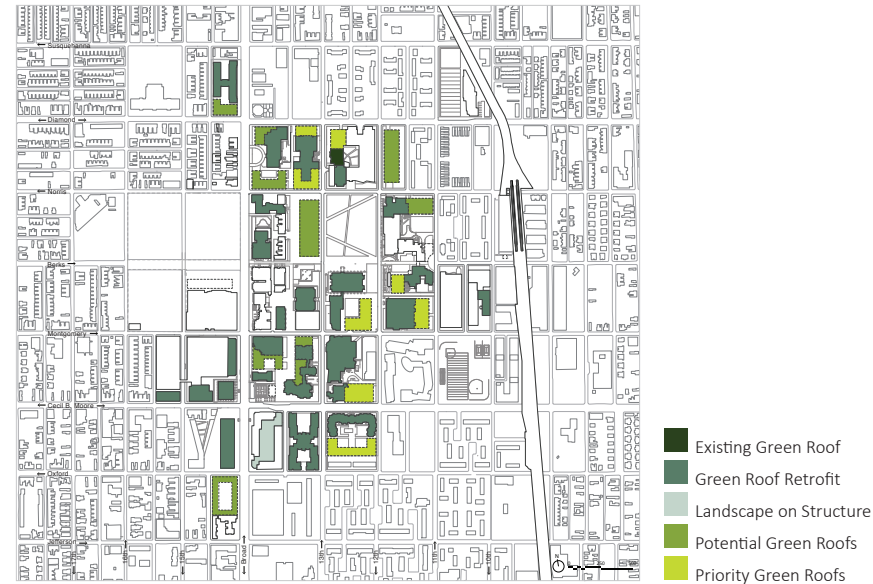 Susquehanna
Diamond
Norris
Berks
Montgomery
Cecil B. Moore
Oxford
Jefferson
Broad
N
Existing Green Roof
Green Roof Retrofit
Landscape on Structure
Potential Green Roofs
Priority Green Roofs